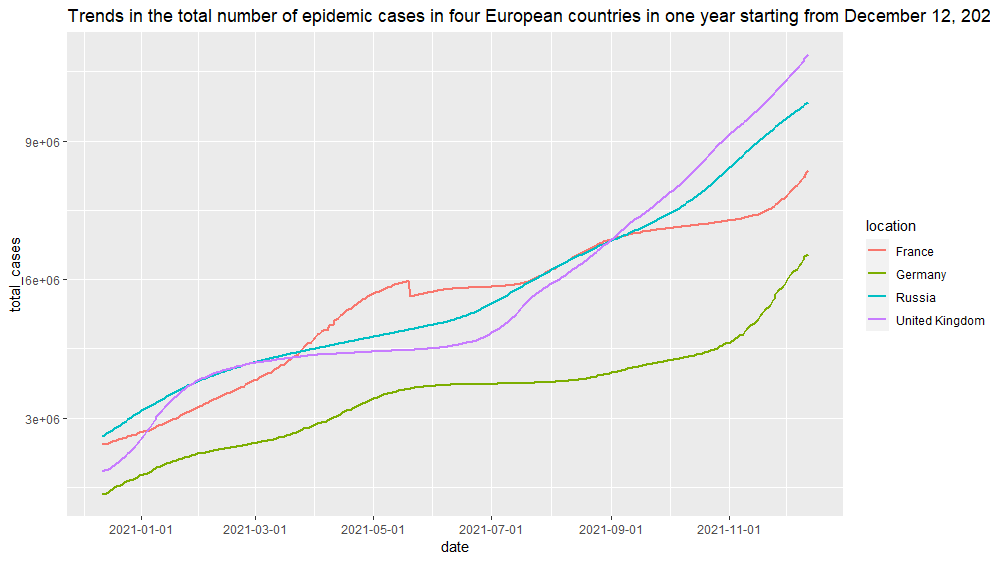 Trends in the total number of epidemic cases in four European countries in one year starting from December 12, 202
total_cases
9e+06
6e+06
3e+06
2021-01-01 2021-03-01 2021-05-01 2021-07-01 2021-09-01 2021-11-01
date
location
France
Germany
Russia
United Kingdom